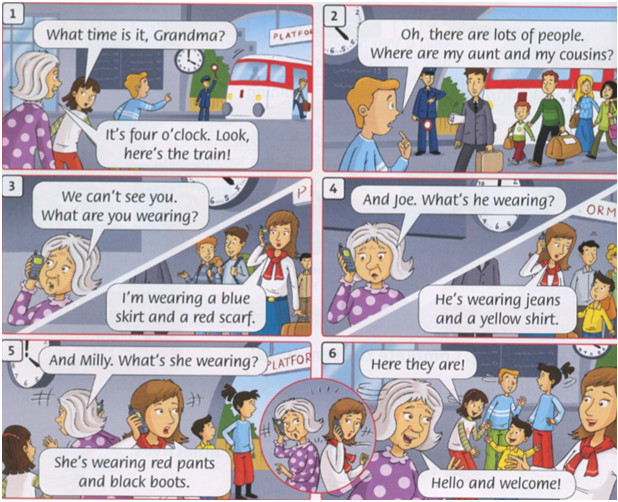 1
What time is it, Grandma?
PLATFO
It's four o'clock. Look,
here's the train!
2
Oh, there are lots of people.
Where are my aunt and my cousins?
3
We can't see you.
What are you wearing?
P
I'm wearing a blue
skirt and a red scarf.
4
And Joe. What's he wearing?
ORM
He's wearing jeans
and a yellow shirt.
5
And Milly. What's she wearing?
PLATFOR
She's wearing red pants
and black boots.
6
Here they are!
Hello and welcome!